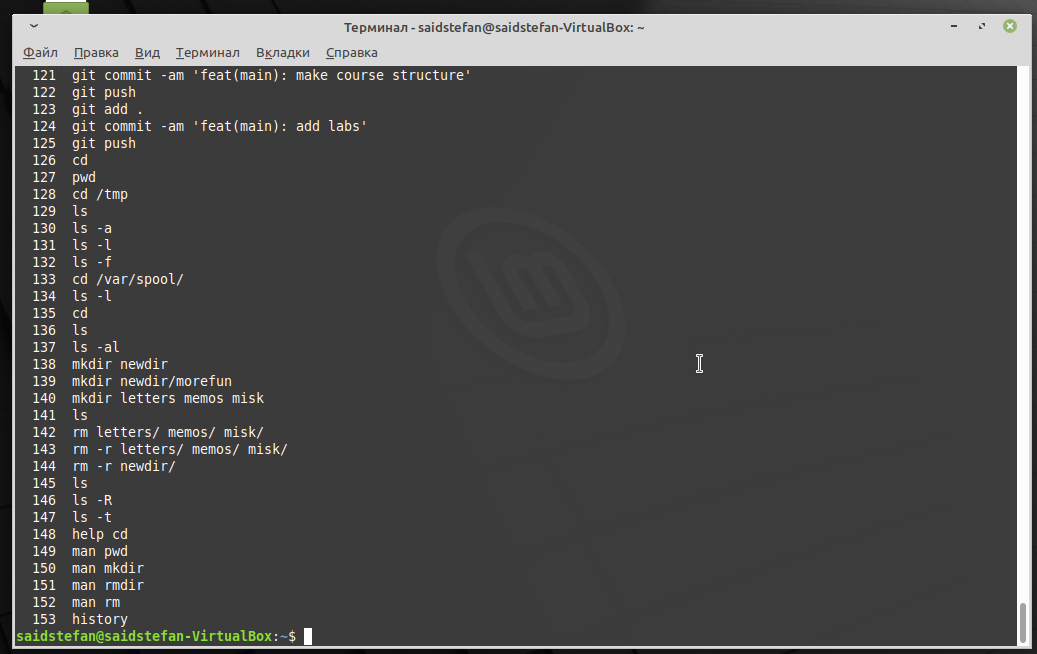 Терминал - saidstefan@saidstefan-VirtualBox: ~
Файл Правка Вид Терминал Вкладки Справка
121 git commit -am 'feat(main): make course structure'
122 git push
123 git add .
124 git commit -am 'feat(main): add labs'
125 git push
126 cd
127 pwd
128 cd /tmp
129 ls
130 ls -a
131 ls -l
132 ls -f
133 cd /var/spool/
134 ls -l
135 cd
136 ls
137 ls -al
138 mkdir newdir
139 mkdir newdir/morefun
140 mkdir letters memos misk
141 ls
142 rm letters/ memos/ misk/
143 rm -r letters/ memos/ misk/
144 rm -r newdir/
145 ls
146 ls -R
147 ls -t
148 help cd
149 man pwd
150 man mkdir
151 man rmdir
152 man rm
153 history
saidstefan@saidstefan-VirtualBox:~$